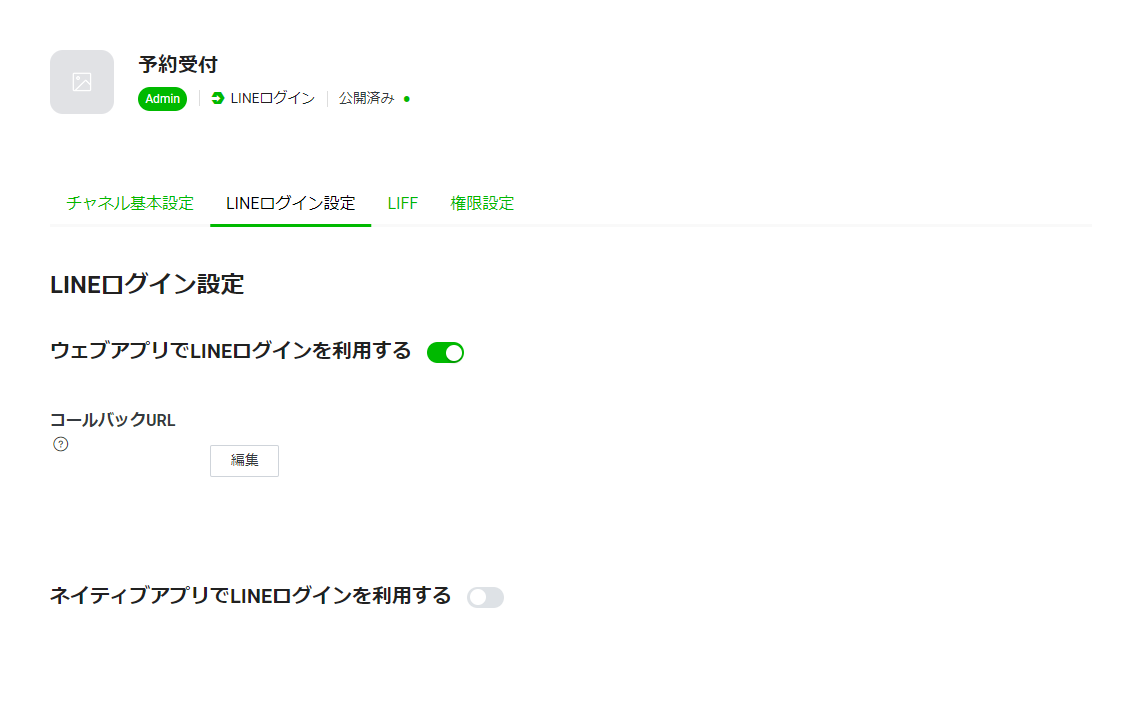 予約受付
Admin LINEログイン 公開済み
チャネル基本設定 LINEログイン設定 LIFF 権限設定
LINEログイン設定
ウェブアプリでLINEログインを利用する
コールバックURL
?
編集
ネイティブアプリでLINEログインを利用する